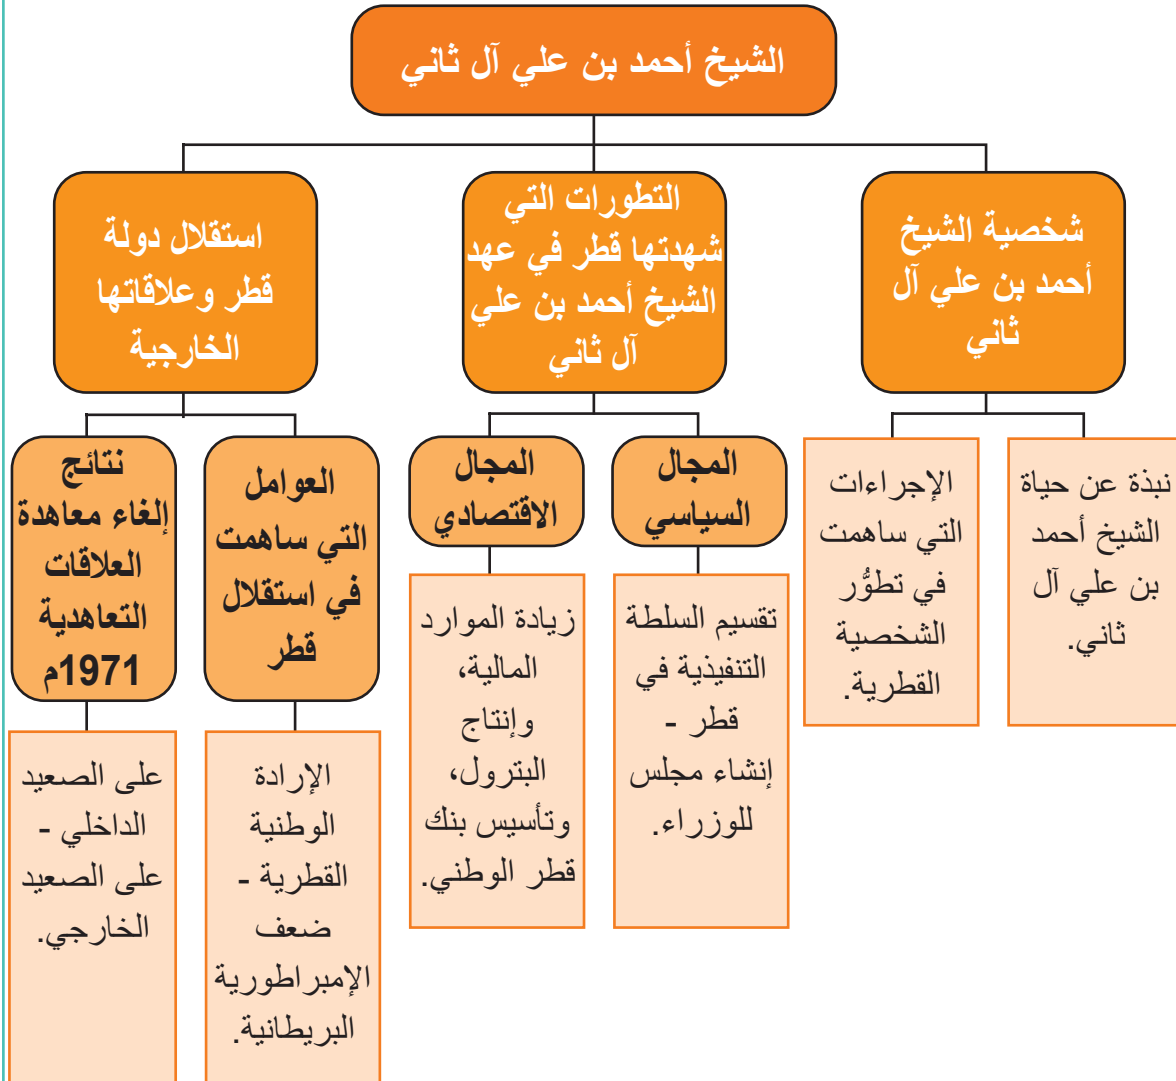 الشيخ أحمد بن علي آل ثاني
شخصية الشيخ
أحمد بن علي آل
ثاني
نبذة عن حياة
الشيخ أحمد
بن علي آل
ثاني.
الإجراءات
التي ساهمت
في تطوُّر
الشخصية
القطرية.
التطورات التي
شهدتها قطر في عهد
الشيخ أحمد بن علي
آل ثاني
المجال
السياسي
تقسيم السلطة
التنفيذية في
قطر -
إنشاء مجلس
للوزراء.
المجال
الاقتصادي
زيادة الموارد
المالية،
وإنتاج
البترول،
وتأسيس بنك
قطر الوطني.
استقلال دولة
قطر وعلاقاتها
الخارجية
العوامل
التي ساهمت
في استقلال
قطر
الإرادة
الوطنية
القطرية -
ضعف
الإمبراطورية
البريطانية.
نتائج
إلغاء معاهدة
العلاقات
التعاهدية
1971م
على الصعيد
الداخلي -
على الصعيد
الخارجي.